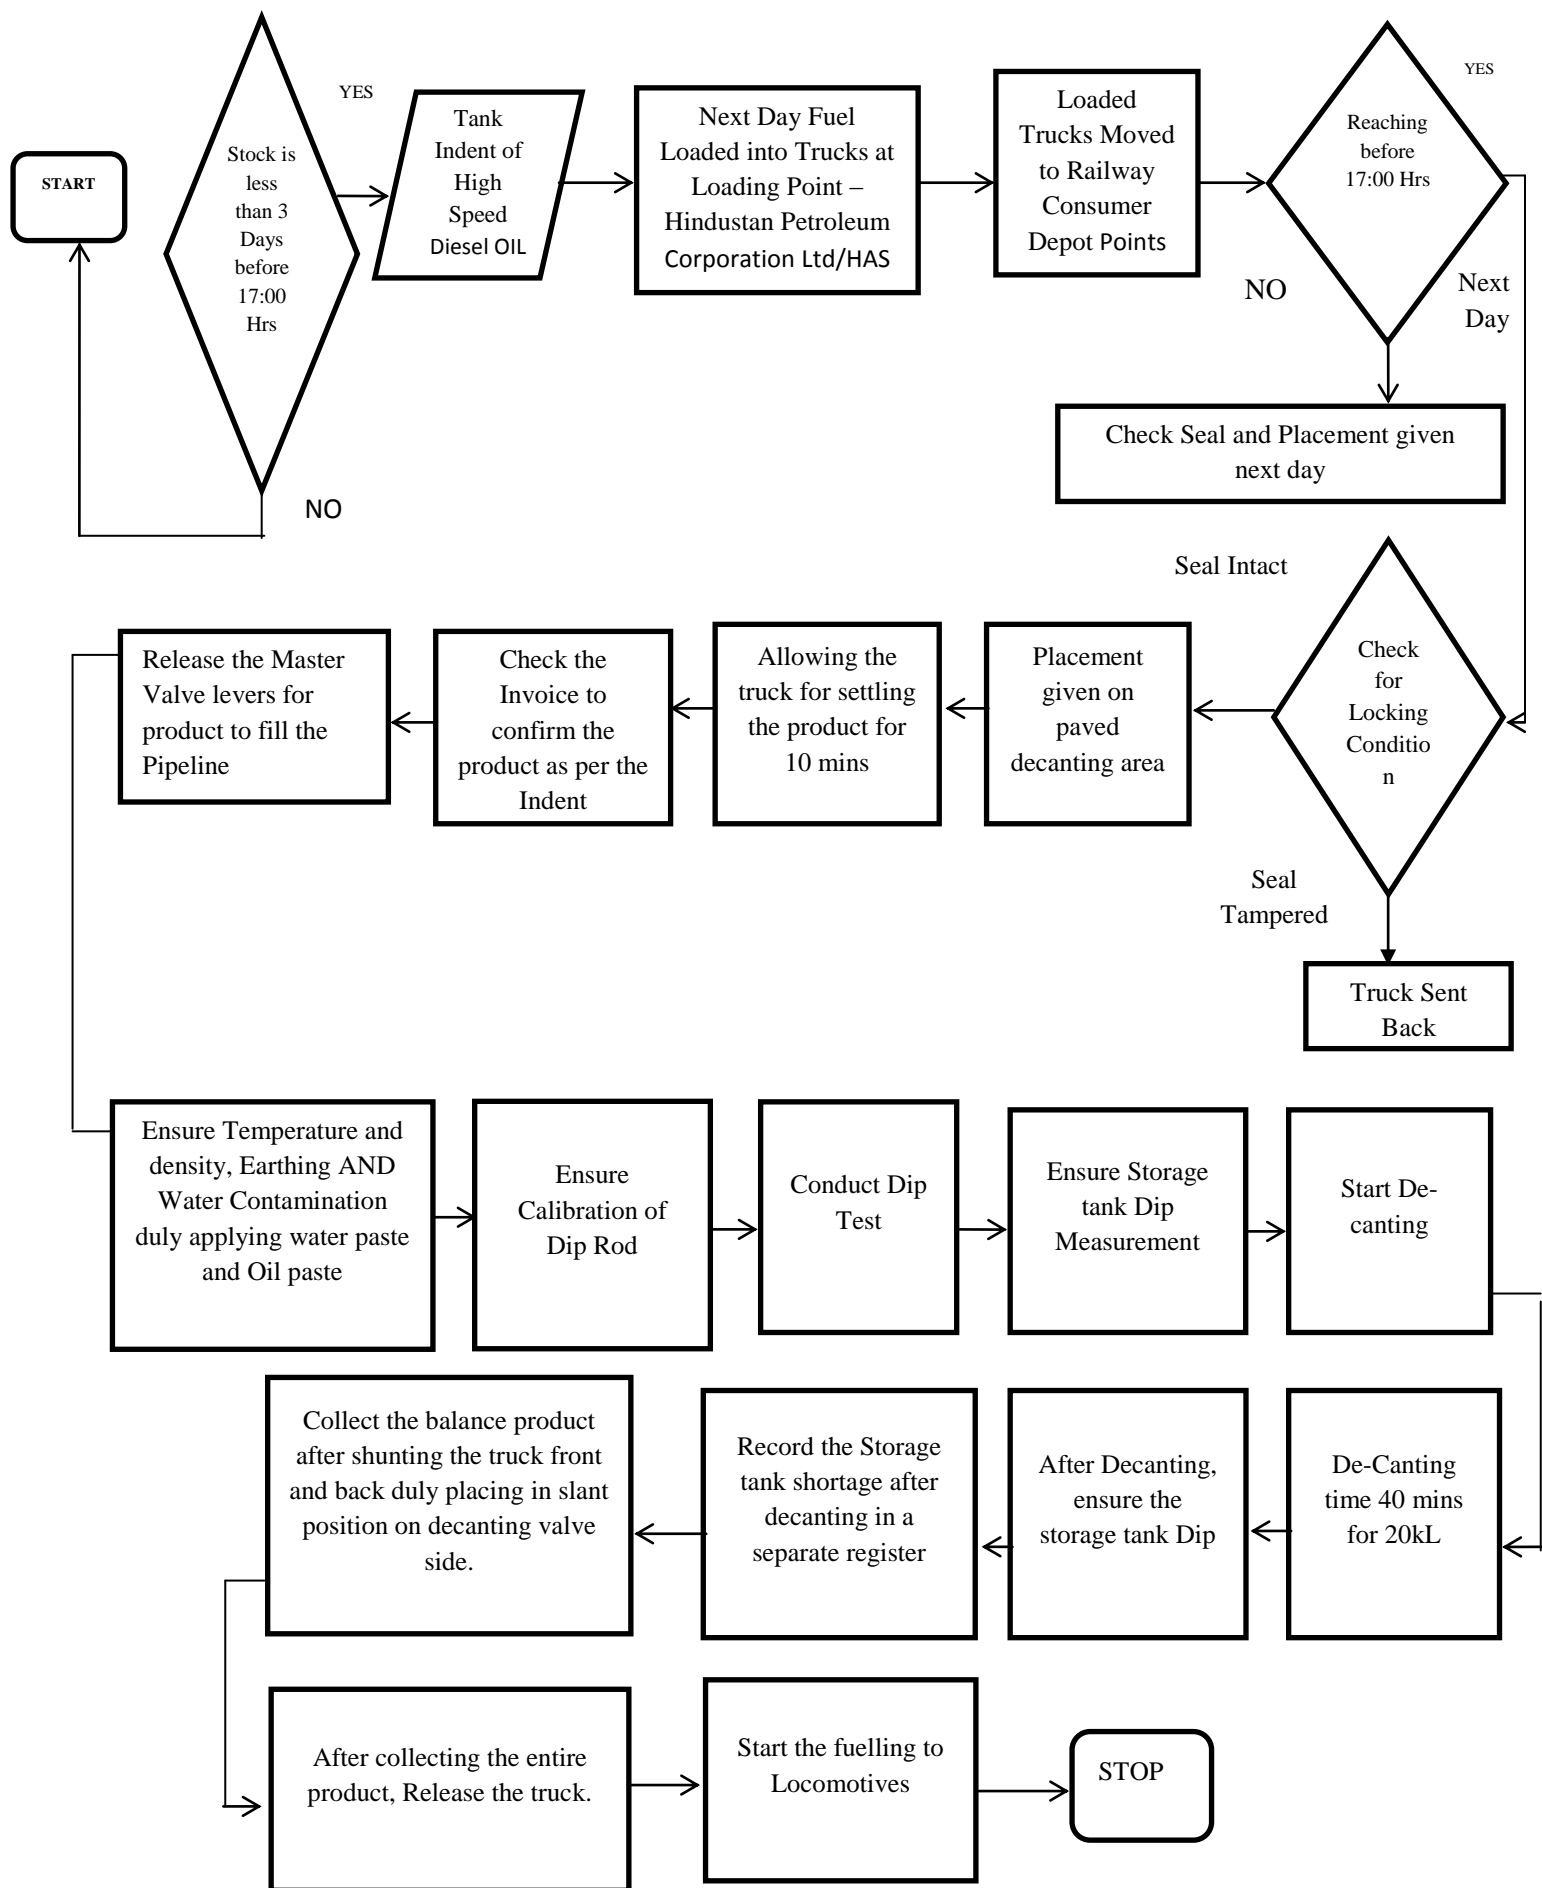 START
Stock is
less
than 3
Days
before
17:00
Hrs
YES
NO
Tank
Indent of
High
Speed
Diesel OIL
Next Day Fuel
Loaded into Trucks at
Loading Point –
Hindustan Petroleum
Corporation Ltd/HAS
Loaded
Trucks Moved
to Railway
Consumer
Depot Points
Reaching
before
17:00 Hrs
YES
NO
Next
Day
Check Seal and Placement given
next day
Check
for
Locking
Conditio
n
Seal Intact
Seal
Tampered
Truck Sent
Back
Placement
given on
paved
decanting area
Allowing the
truck for settling
the product for
10 mins
Check the
Invoice to
confirm the
product as per the
Indent
Release the Master
Valve levers for
product to fill the
Pipeline
Ensure Temperature and
density, Earthing AND
Water Contamination
duly applying water paste
and Oil paste
Ensure
Calibration of
Dip Rod
Conduct Dip
Test
Ensure Storage
tank Dip
Measurement
Start De-
canting
De-Canting
time 40 mins
for 20kL
After Decanting,
ensure the
storage tank Dip
Record the Storage
tank shortage after
decanting in a
separate register
Collect the balance product
after shunting the truck front
and back duly placing in slant
position on decanting valve
side.
After collecting the entire
product, Release the truck.
Start the fuelling to
Locomotives
STOP